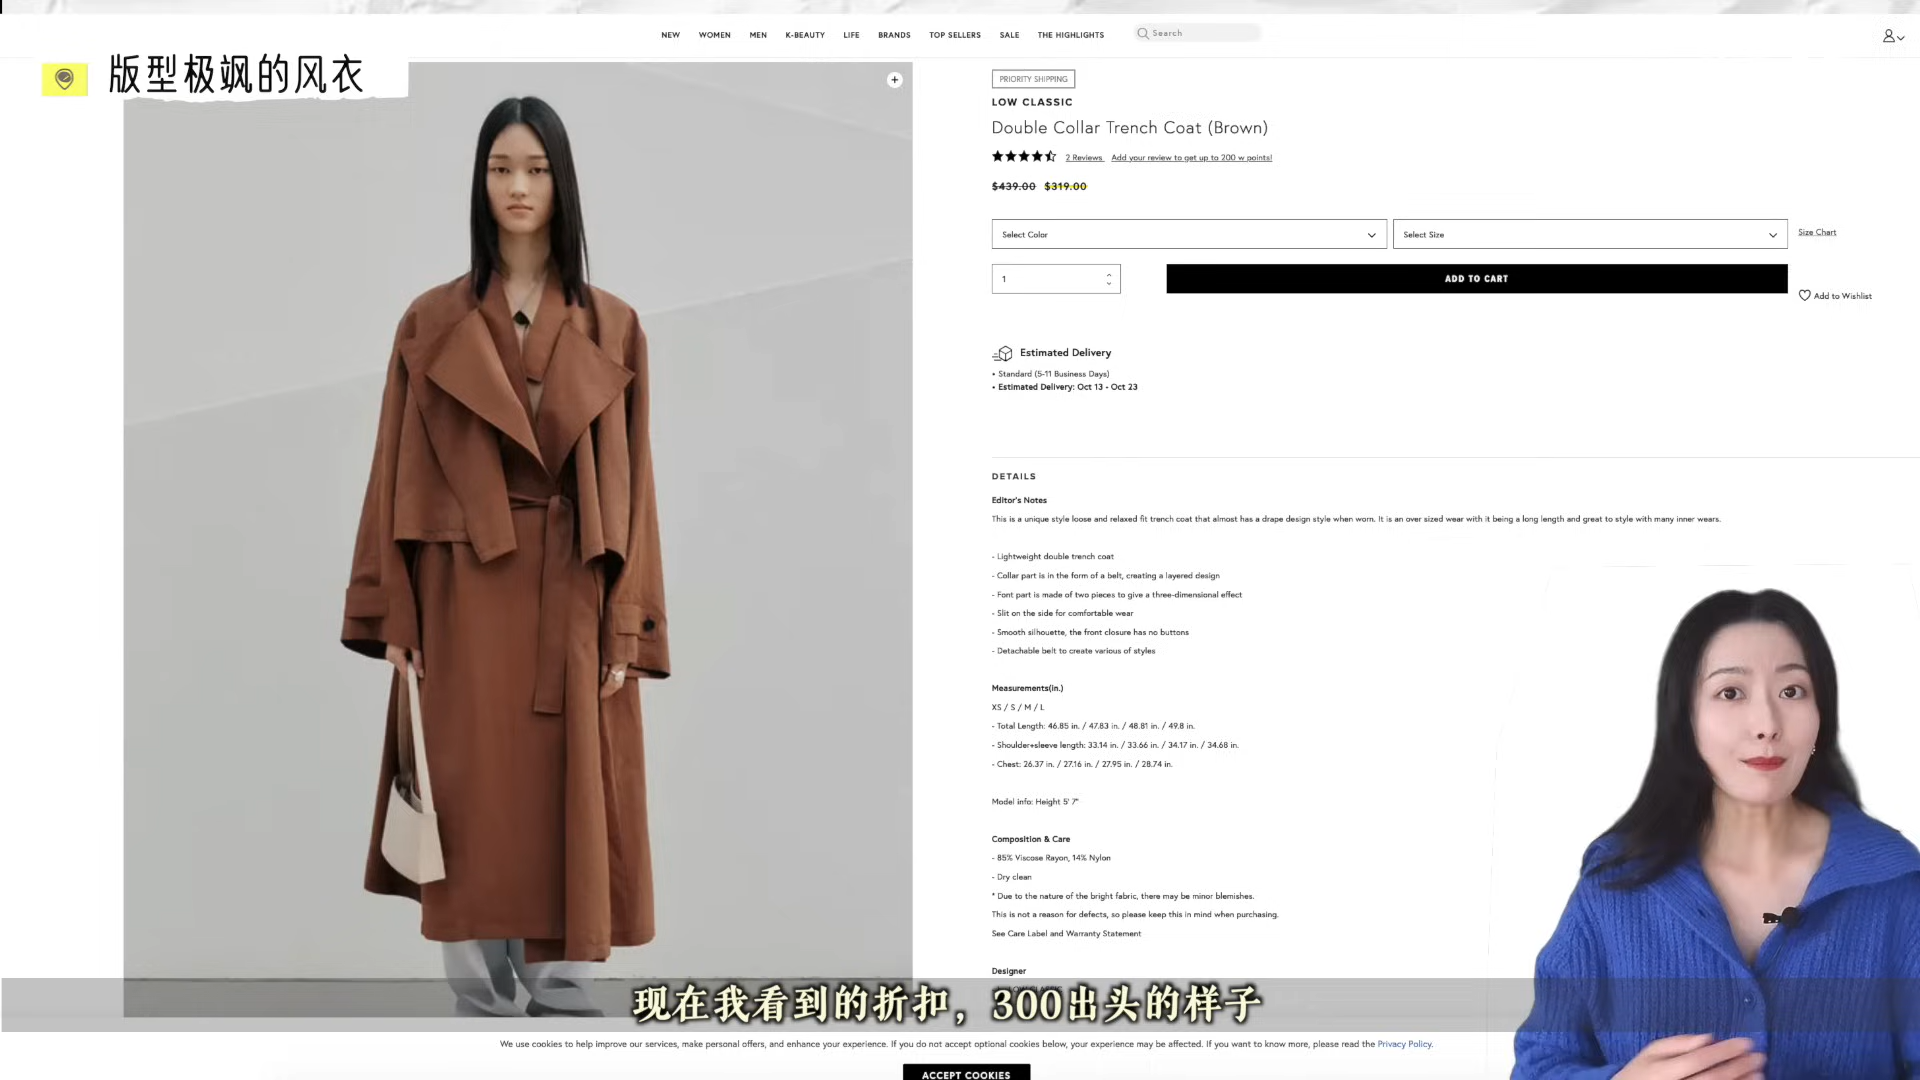 NEW WOMEN MEN K-BEAUTY LIFE BRANDS TOP SELLERS SALE THE HIGHLIGHTS Search
版型极飒的风衣
PRIORITY SHIPPING
LOW CLASSIC
Double Collar Trench Coat (Brown)
2 Reviews Add your review to get up to 200 w points!
$439.00 $319.00
Select Color Select Size Size Chart
1 ADD TO CART
Add to Wishlist
Estimated Delivery
• Standard (5-11 Business Days)
• Estimated Delivery: Oct 13 - Oct 23
DETAILS
Editor's Notes
This is a unique style loose and relaxed fit trench coat that almost has a drape design style when worn. It is an over sized wear with it being a long length and great to style with many inner wears.
- Lightweight double trench coat
- Collar part is in the form of a belt, creating a layered design
- Font part is made of two pieces to give a three-dimensional effect
- Slit on the side for comfortable wear
- Smooth silhouette, the front closure has no buttons
- Detachable belt to create various of styles
Measurements(in.)
XS / S / M / L
- Total Length: 46.85 in. / 47.83 in. / 48.81 in. / 49.8 in.
- Shoulder+sleeve length: 33.14 in. / 33.66 in. / 34.17 in. / 34.68 in.
- Chest: 26.37 in. / 27.16 in. / 27.95 in. / 28.74 in.
Model info: Height 5' 7"
Composition & Care
- 85% Viscose Rayon, 14% Nylon
- Dry clean
* Due to the nature of the bright fabric, there may be minor blemishes.
This is not a reason for defects, so please keep this in mind when purchasing.
See Care Label and Warranty Statement
Designer
现在我看到的折扣，300出头的样子
We use cookies to help improve our services, make personal offers, and enhance your experience. If you do not accept optional cookies below, your experience may be affected. If you want to know more, please read the Privacy Policy.
ACCEPT COOKIES